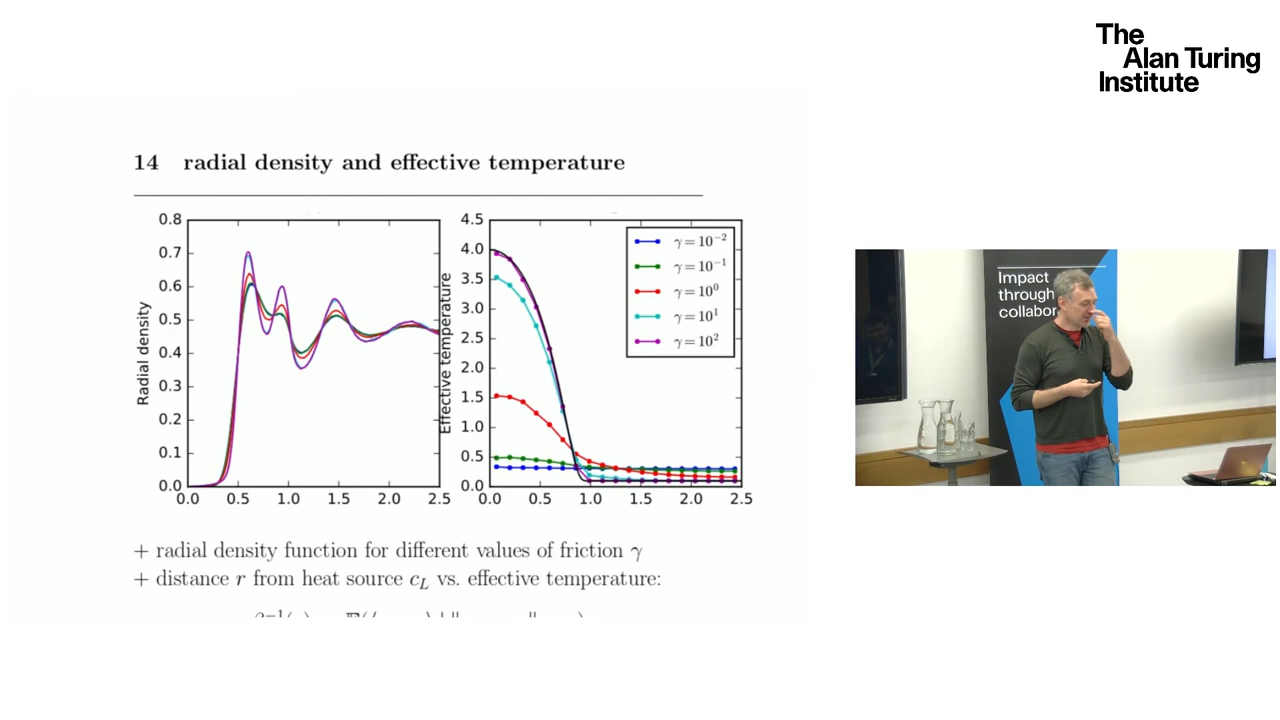 The
Alan Turing
Institute
14 radial density and effective temperature
0.8
0.7
0.6
0.5
0.4
0.3
0.2
0.1
0.0
0.0 0.5 1.0 1.5 2.0 2.5
Radial density
4.5
4.0
3.5
3.0
2.5
2.0
1.5
1.0
0.5
0.0
0.0 0.5 1.0 1.5 2.0 2.5
Effective temperature
γ = 10⁻²
γ = 10⁻¹
γ = 10⁰
γ = 10¹
γ = 10²
+ radial density function for different values of friction γ
+ distance r from heat source c_L vs. effective temperature:
Impact
through
collabor